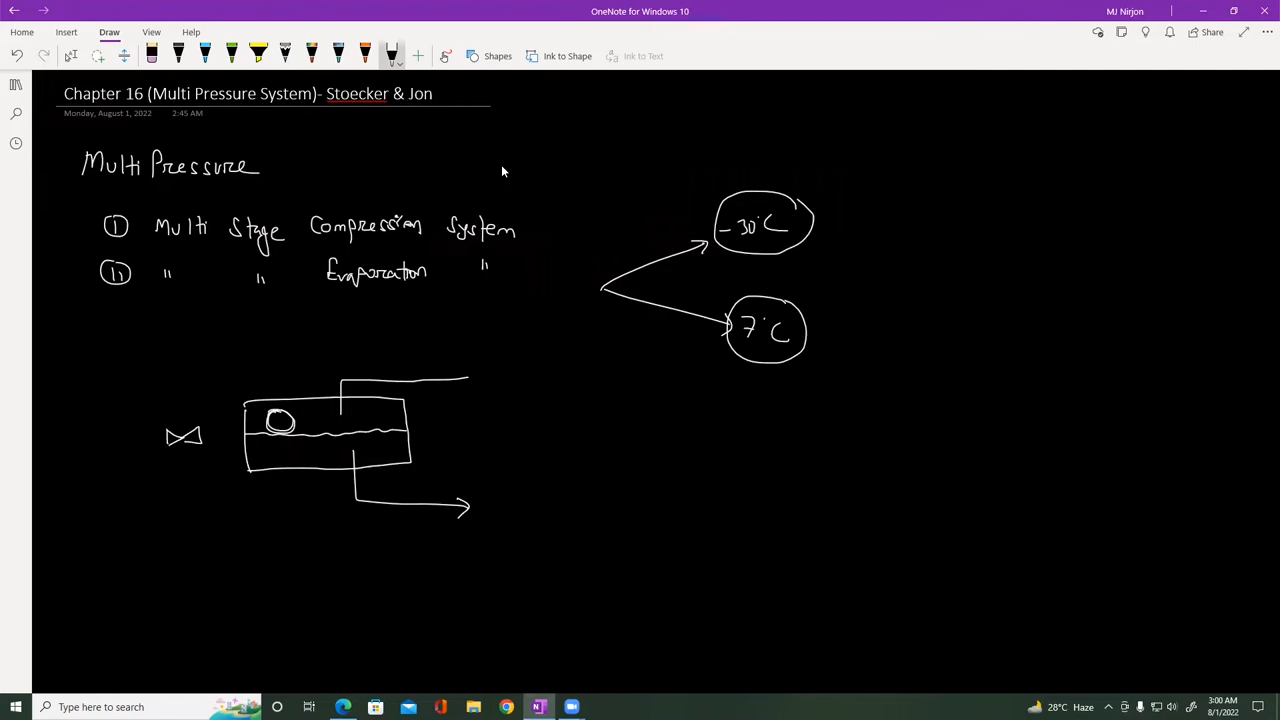 OneNote for Windows 10
MJ Nirjon
Home Insert Draw View Help
Share
Shapes Ink to Shape Ink to Text
Chapter 16 (Multi Pressure System)- Stoecker & Jon
Monday, August 1, 2022 2:45 AM
Multi Pressure
① Multi Stage Compression System
② " " Evaporation "
-30°C
7°C
Type here to search
28°C Haze
3:00 AM
8/1/2022